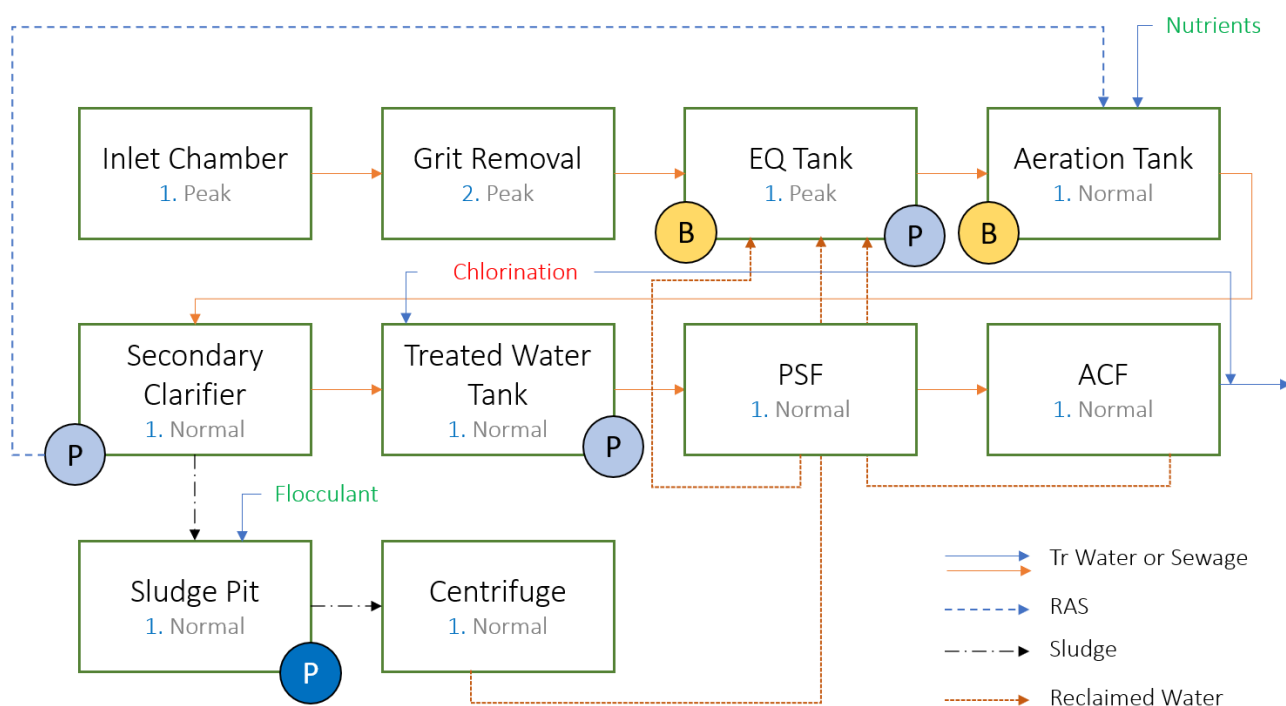 Nutrients
Inlet Chamber
1. Peak
Grit Removal
2. Peak
EQ Tank
1. Peak
Aeration Tank
1. Normal
B
P
B
Chlorination
Secondary
Clarifier
1. Normal
Treated Water
Tank
1. Normal
PSF
1. Normal
ACF
1. Normal
P
P
Flocculant
Sludge Pit
1. Normal
Centrifuge
1. Normal
P
Tr Water or Sewage
RAS
Sludge
Reclaimed Water